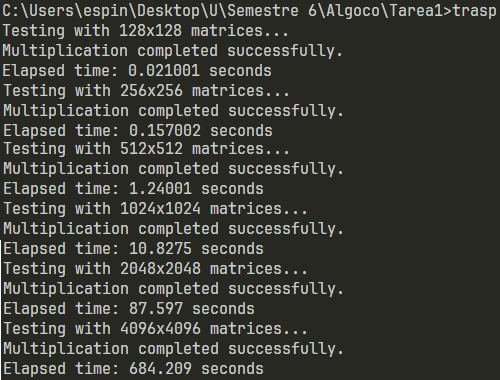 C:\Users\espin\Desktop\U\Semestre 6\Algoco\Tarea1>trasp
Testing with 128x128 matrices...
Multiplication completed successfully.
Elapsed time: 0.021001 seconds
Testing with 256x256 matrices...
Multiplication completed successfully.
Elapsed time: 0.157002 seconds
Testing with 512x512 matrices...
Multiplication completed successfully.
Elapsed time: 1.24001 seconds
Testing with 1024x1024 matrices...
Multiplication completed successfully.
Elapsed time: 10.8275 seconds
Testing with 2048x2048 matrices...
Multiplication completed successfully.
Elapsed time: 87.597 seconds
Testing with 4096x4096 matrices...
Multiplication completed successfully.
Elapsed time: 684.209 seconds